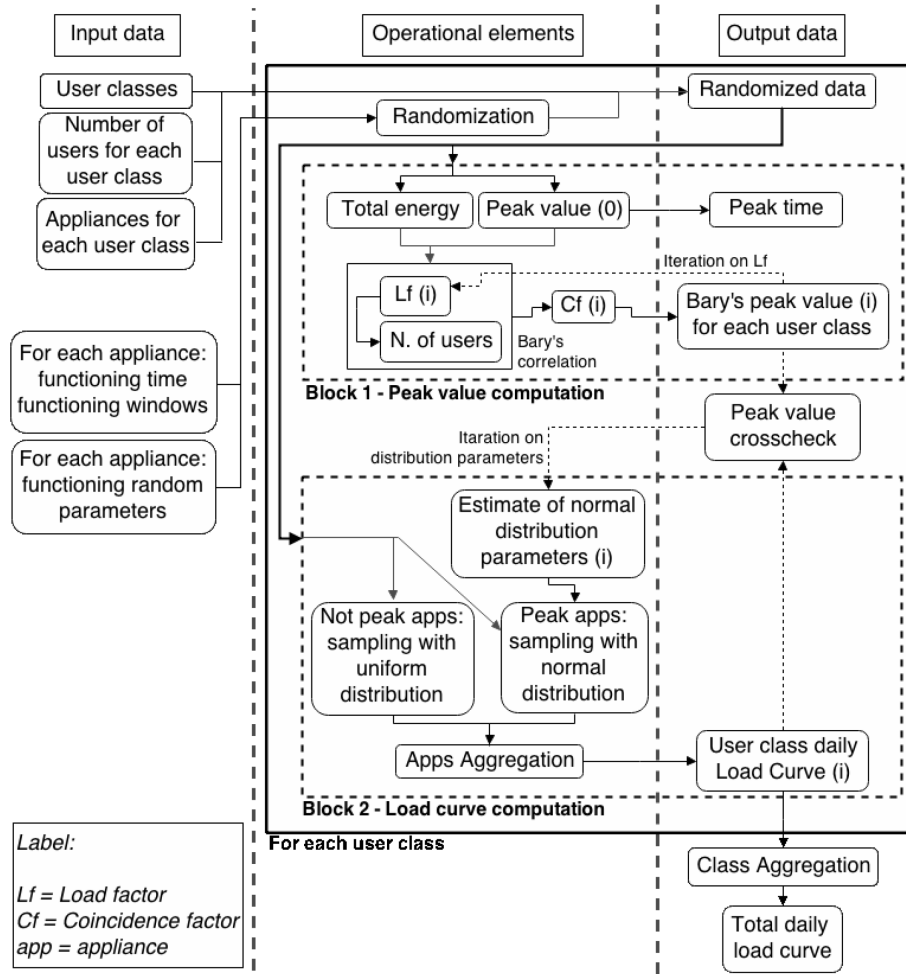 Input data
Operational elements
Output data
User classes
Randomized data
Number of
users for each
user class
Randomization
Appliances for
each user class
Total energy
Peak value (0)
Peak time
Iteration on Lf
Lf (i)
N. of users
Cf (i)
Bary's
correlation
Bary's peak value (i)
for each user class
Block 1 - Peak value computation
For each appliance:
functioning time
functioning windows
Peak value
crosscheck
Itaration on
distribution parameters
For each appliance:
functioning random
parameters
Estimate of normal
distribution
parameters (i)
Not peak apps:
sampling with
uniform
distribution
Peak apps:
sampling with
normal
distribution
Apps Aggregation
User class daily
Load Curve (i)
Block 2 - Load curve computation
For each user class
Label:
Lf = Load factor
Cf = Coincidence factor
app = appliance
Class Aggregation
Total daily
load curve